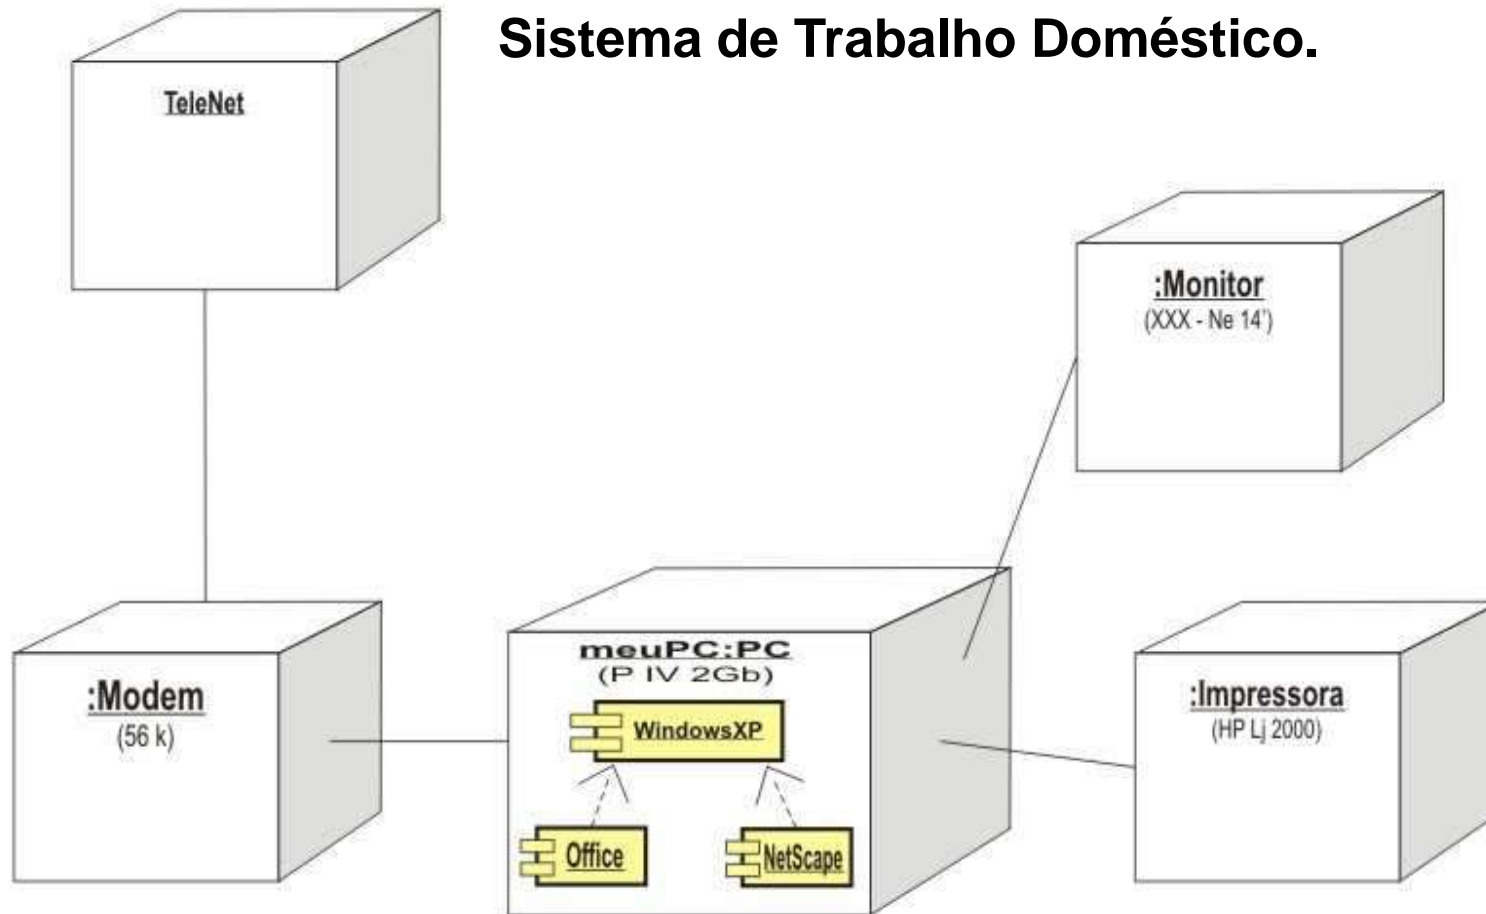 Sistema de Trabalho Doméstico.
TeleNet
:Monitor
(XXX - Ne 14')
:Modem
(56 k)
meuPC:PC
(P IV 2Gb)
WindowsXP
Office
NetScape
:Impressora
(HP Lj 2000)